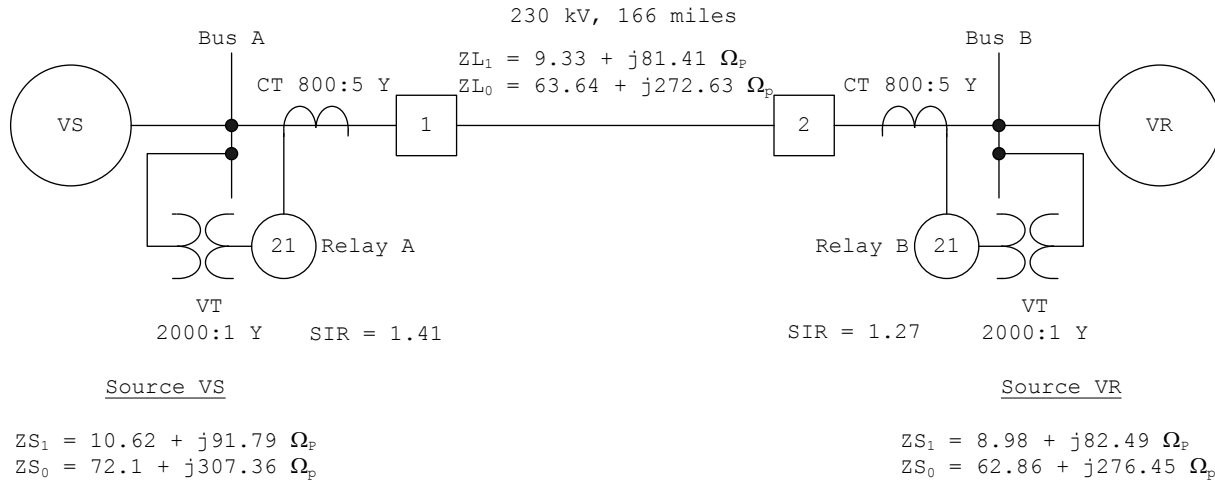 230 kV, 166 miles
Bus A
Bus B
ZL₁ = 9.33 + j81.41 Ωₚ
CT 800:5 Y
ZL₀ = 63.64 + j272.63 Ωₚ
CT 800:5 Y
VS
1
2
VR
21
Relay A
Relay B
21
VT
2000:1 Y
SIR = 1.41
SIR = 1.27
VT
2000:1 Y
Source VS
Source VR
ZS₁ = 10.62 + j91.79 Ωₚ
ZS₀ = 72.1 + j307.36 Ωₚ
ZS₁ = 8.98 + j82.49 Ωₚ
ZS₀ = 62.86 + j276.45 Ωₚ